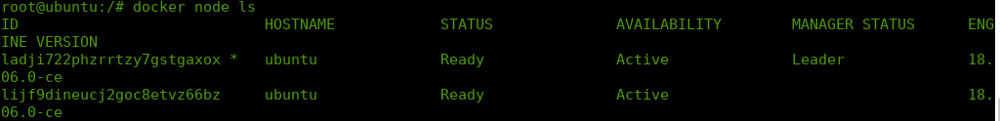 root@ubuntu:/# docker node ls
ID HOSTNAME STATUS AVAILABILITY MANAGER STATUS ENG
INE VERSION
ladji722phzrrtzy7gstgaxox * ubuntu Ready Active Leader 18.
06.0-ce
lijf9dineucj2goc8etvz66bz ubuntu Ready Active 18.
06.0-ce